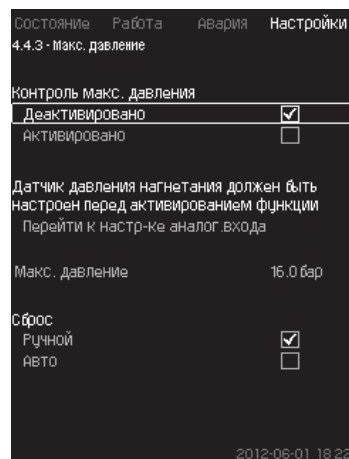 Состояние Работа Авария Настройки
4.4.3 - Макс. давление
Контроль макс. давления
Деактивировано
Активировано
Датчик давления нагнетания должен быть
настроен перед активированием функции
Перейти к настр-ке аналог.входа
Макс. давление 16.0 бар
Сброс
Ручной
Авто
2012-06-01 18:22